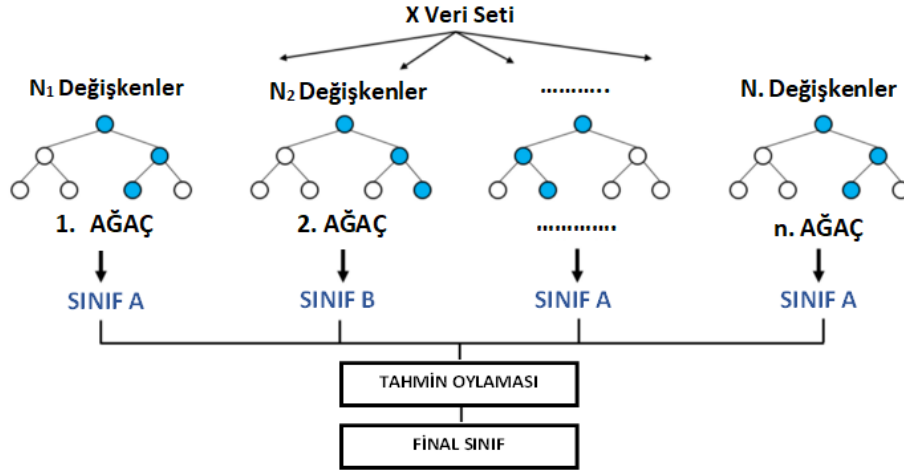 X Veri Seti
N₁ Değişkenler
N₂ Değişkenler
...........
N. Değişkenler
1. AĞAÇ
2. AĞAÇ
.............
n. AĞAÇ
SINIF A
SINIF B
SINIF A
SINIF A
TAHMİN OYLAMASI
FİNAL SINIF